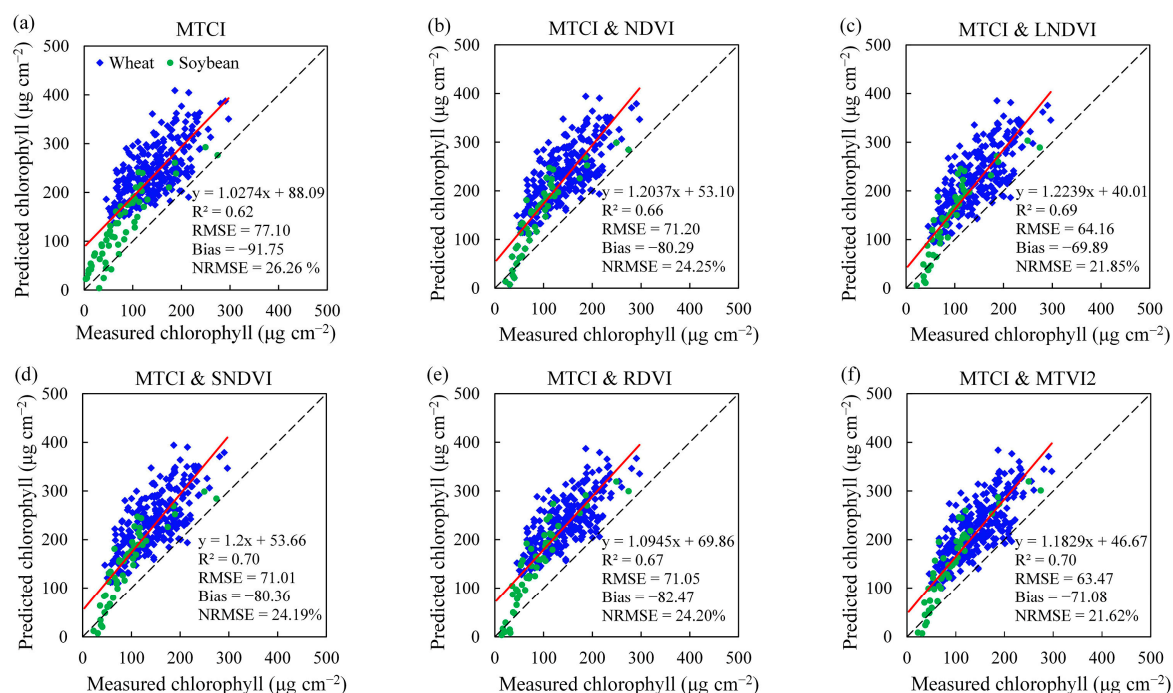 (a)
MTCI
Predicted chlorophyll (µg cm⁻²)
500
400
300
200
100
0
Wheat
Soybean
y = 1.0274x + 88.09
R² = 0.62
RMSE = 77.10
Bias = −91.75
NRMSE = 26.26 %
0 100 200 300 400 500
Measured chlorophyll (µg cm⁻²)
(b)
MTCI & NDVI
Predicted chlorophyll (µg cm⁻²)
500
400
300
200
100
0
y = 1.2037x + 53.10
R² = 0.66
RMSE = 71.20
Bias = −80.29
NRMSE = 24.25%
0 100 200 300 400 500
Measured chlorophyll (µg cm⁻²)
(c)
MTCI & LNDVI
Predicted chlorophyll (µg cm⁻²)
500
400
300
200
100
0
y = 1.2239x + 40.01
R² = 0.69
RMSE = 64.16
Bias = −69.89
NRMSE = 21.85%
0 100 200 300 400 500
Measured chlorophyll (µg cm⁻²)
(d)
MTCI & SNDVI
Predicted chlorophyll (µg cm⁻²)
500
400
300
200
100
0
y = 1.2x + 53.66
R² = 0.70
RMSE = 71.01
Bias = −80.36
NRMSE = 24.19%
0 100 200 300 400 500
Measured chlorophyll (µg cm⁻²)
(e)
MTCI & RDVI
Predicted chlorophyll (µg cm⁻²)
500
400
300
200
100
0
y = 1.0945x + 69.86
R² = 0.67
RMSE = 71.05
Bias = −82.47
NRMSE = 24.20%
0 100 200 300 400 500
Measured chlorophyll (µg cm⁻²)
(f)
MTCI & MTVI2
Predicted chlorophyll (µg cm⁻²)
500
400
300
200
100
0
y = 1.1829x + 46.67
R² = 0.70
RMSE = 63.47
Bias = −71.08
NRMSE = 21.62%
0 100 200 300 400 500
Measured chlorophyll (µg cm⁻²)